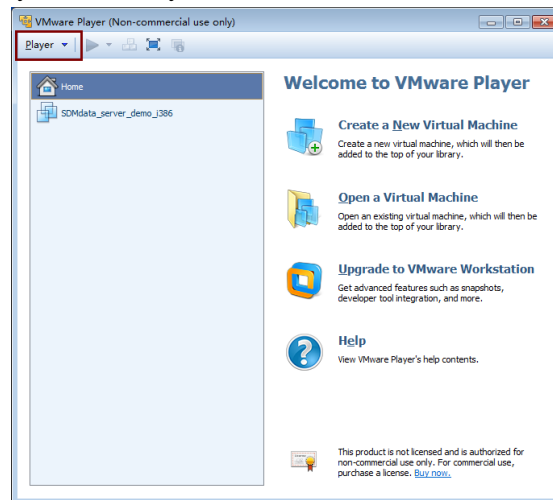 VMware Player (Non-commercial use only)
Player
Home
SDMdata_server_demo_i386
Welcome to VMware Player
Create a New Virtual Machine
Create a new virtual machine, which will then be
added to the top of your library.
Open a Virtual Machine
Open an existing virtual machine, which will then be
added to the top of your library.
Upgrade to VMware Workstation
Get advanced features such as snapshots,
developer tool integration, and more.
Help
View VMware Player's help contents.
This product is not licensed and is authorized for
non-commercial use only. For commercial use,
purchase a license. Buy now.